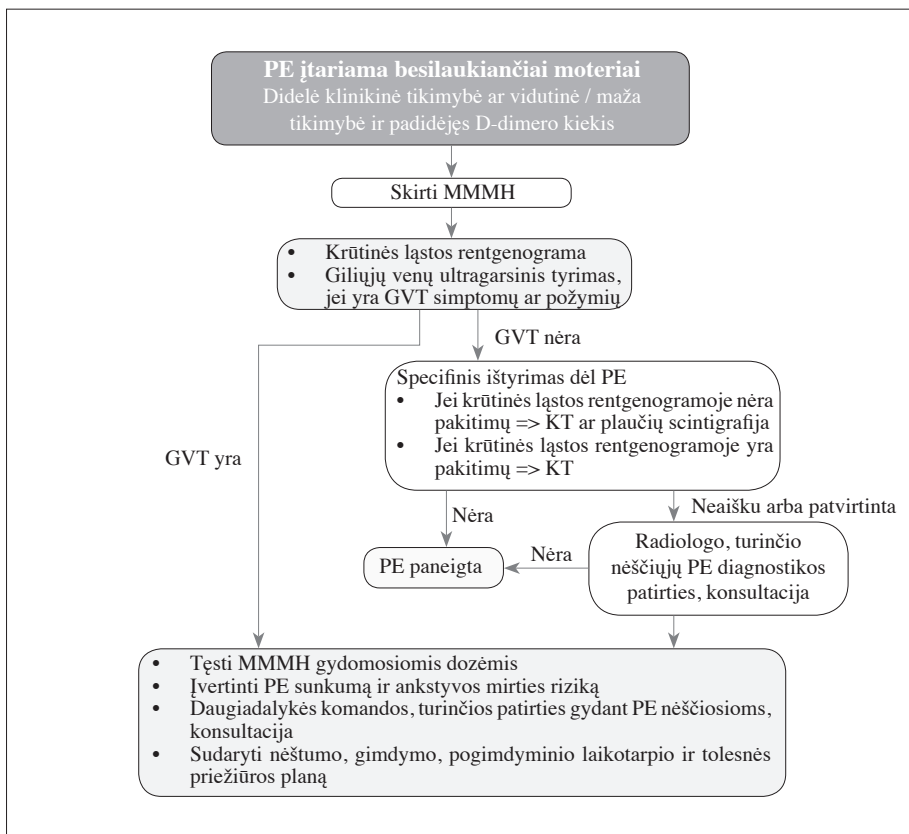 PE įtariama besilaukiančiai moteriai
Didelė klinikinė tikimybė ar vidutinė / maža
tikimybė ir padidėjęs D-dimero kiekis
Skirti MMMH
• Krūtinės ląstos rentgenograma
• Giliųjų venų ultragarsinis tyrimas,
jei yra GVT simptomų ar požymių
GVT nėra
Specifinis ištyrimas dėl PE
• Jei krūtinės ląstos rentgenogramoje nėra
pakitimų => KT ar plaučių scintigrafija
• Jei krūtinės ląstos rentgenogramoje yra
pakitimų => KT
GVT yra
Nėra
Neaišku arba patvirtinta
PE paneigta
Nėra
Radiologo, turinčio
nėščiųjų PE diagnostikos
patirties, konsultacija
• Tęsti MMMH gydomosiomis dozėmis
• Įvertinti PE sunkumą ir ankstyvos mirties riziką
• Daugiadalykės komandos, turinčios patirties gydant PE nėščiosioms,
konsultacija
• Sudaryti nėštumo, gimdymo, pogimdyminio laikotarpio ir tolesnės
priežiūros planą